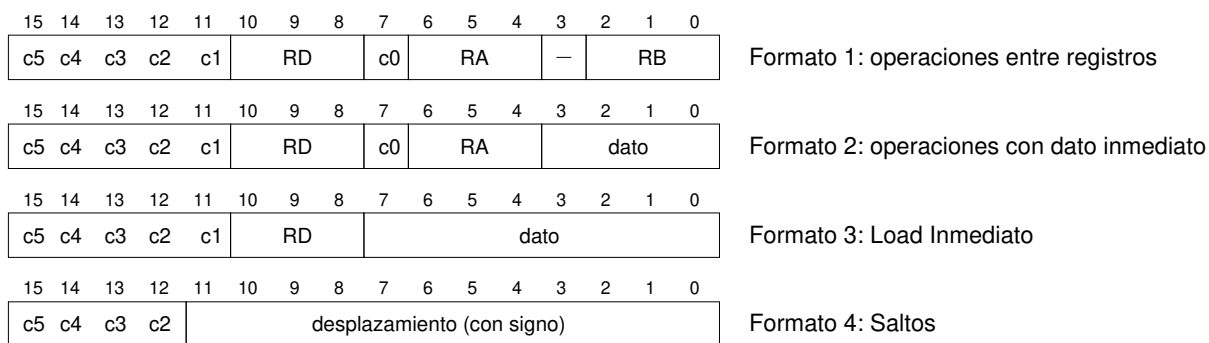 15 14 13 12 11 10 9 8 7 6 5 4 3 2 1 0
c5 c4 c3 c2 c1 RD c0 RA — RB Formato 1: operaciones entre registros
15 14 13 12 11 10 9 8 7 6 5 4 3 2 1 0
c5 c4 c3 c2 c1 RD c0 RA dato Formato 2: operaciones con dato inmediato
15 14 13 12 11 10 9 8 7 6 5 4 3 2 1 0
c5 c4 c3 c2 c1 RD dato Formato 3: Load Inmediato
15 14 13 12 11 10 9 8 7 6 5 4 3 2 1 0
c5 c4 c3 c2 desplazamiento (con signo) Formato 4: Saltos